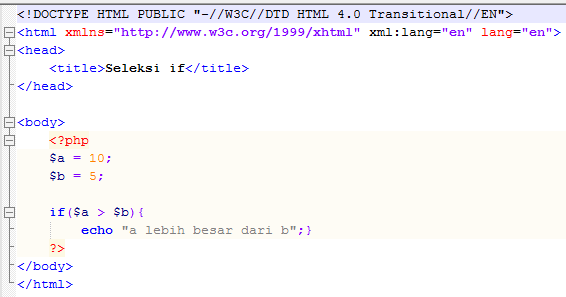 <!DOCTYPE HTML PUBLIC "-//W3C//DTD HTML 4.0 Transitional//EN">
<html xmlns="http://www.w3c.org/1999/xhtml" xml:lang="en" lang="en">
<head>
    <title>Seleksi if</title>
</head>

<body>
    <?php
    $a = 10;
    $b = 5;

    if($a > $b){
        echo "a lebih besar dari b";}
    ?>
</body>
</html>